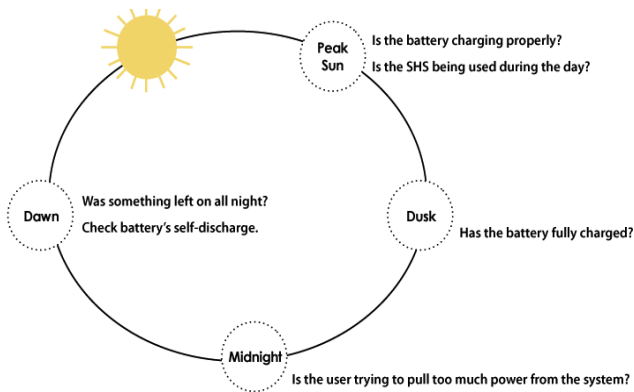 Peak
Sun
Is the battery charging properly?
Is the SHS being used during the day?
Dawn
Was something left on all night?
Check battery's self-discharge.
Dusk
Has the battery fully charged?
Midnight
Is the user trying to pull too much power from the system?